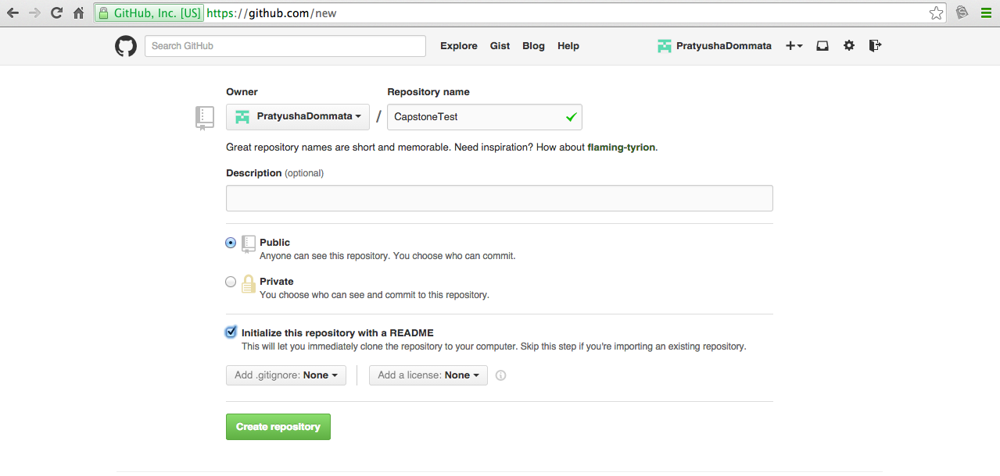 GitHub, Inc. [US] https://github.com/new
Search GitHub Explore Gist Blog Help PratyushaDommata
Owner Repository name
PratyushaDommata / CapstoneTest
Great repository names are short and memorable. Need inspiration? How about flaming-tyrion.
Description (optional)
Public
Anyone can see this repository. You choose who can commit.
Private
You choose who can see and commit to this repository.
Initialize this repository with a README
This will let you immediately clone the repository to your computer. Skip this step if you're importing an existing repository.
Add .gitignore: None Add a license: None
Create repository